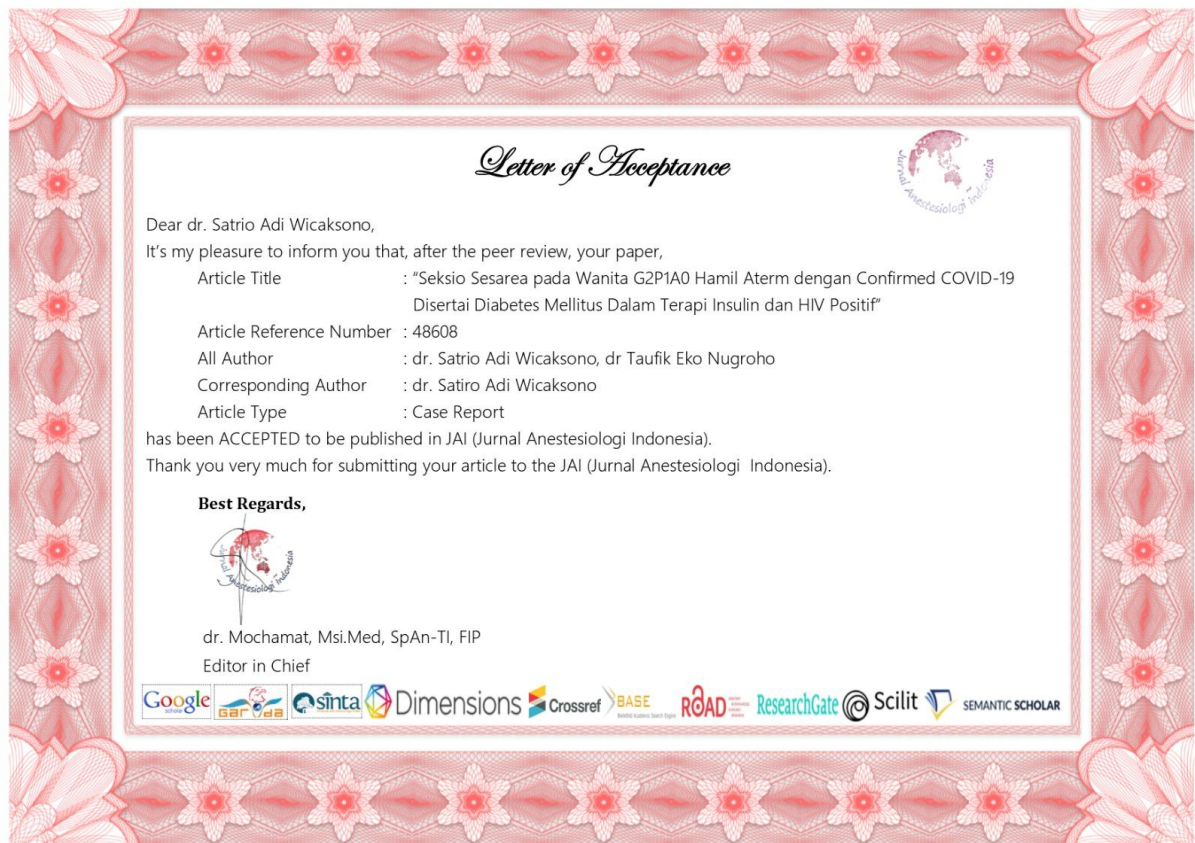 Letter of Acceptance
Jurnal Anestesiologi Indonesia
Dear dr. Satrio Adi Wicaksono,
It's my pleasure to inform you that, after the peer review, your paper,
Article Title : "Seksio Sesarea pada Wanita G2P1A0 Hamil Aterm dengan Confirmed COVID-19
Disertai Diabetes Mellitus Dalam Terapi Insulin dan HIV Positif"
Article Reference Number : 48608
All Author : dr. Satrio Adi Wicaksono, dr Taufik Eko Nugroho
Corresponding Author : dr. Satiro Adi Wicaksono
Article Type : Case Report
has been ACCEPTED to be published in JAI (Jurnal Anestesiologi Indonesia).
Thank you very much for submitting your article to the JAI (Jurnal Anestesiologi Indonesia).
Best Regards,
Jurnal Anestesiologi Indonesia
dr. Mochamat, Msi.Med, SpAn-TI, FIP
Editor in Chief
Google scholar GARUDA sinta Dimensions Crossref BASE ROAD ResearchGate Scilit SEMANTIC SCHOLAR